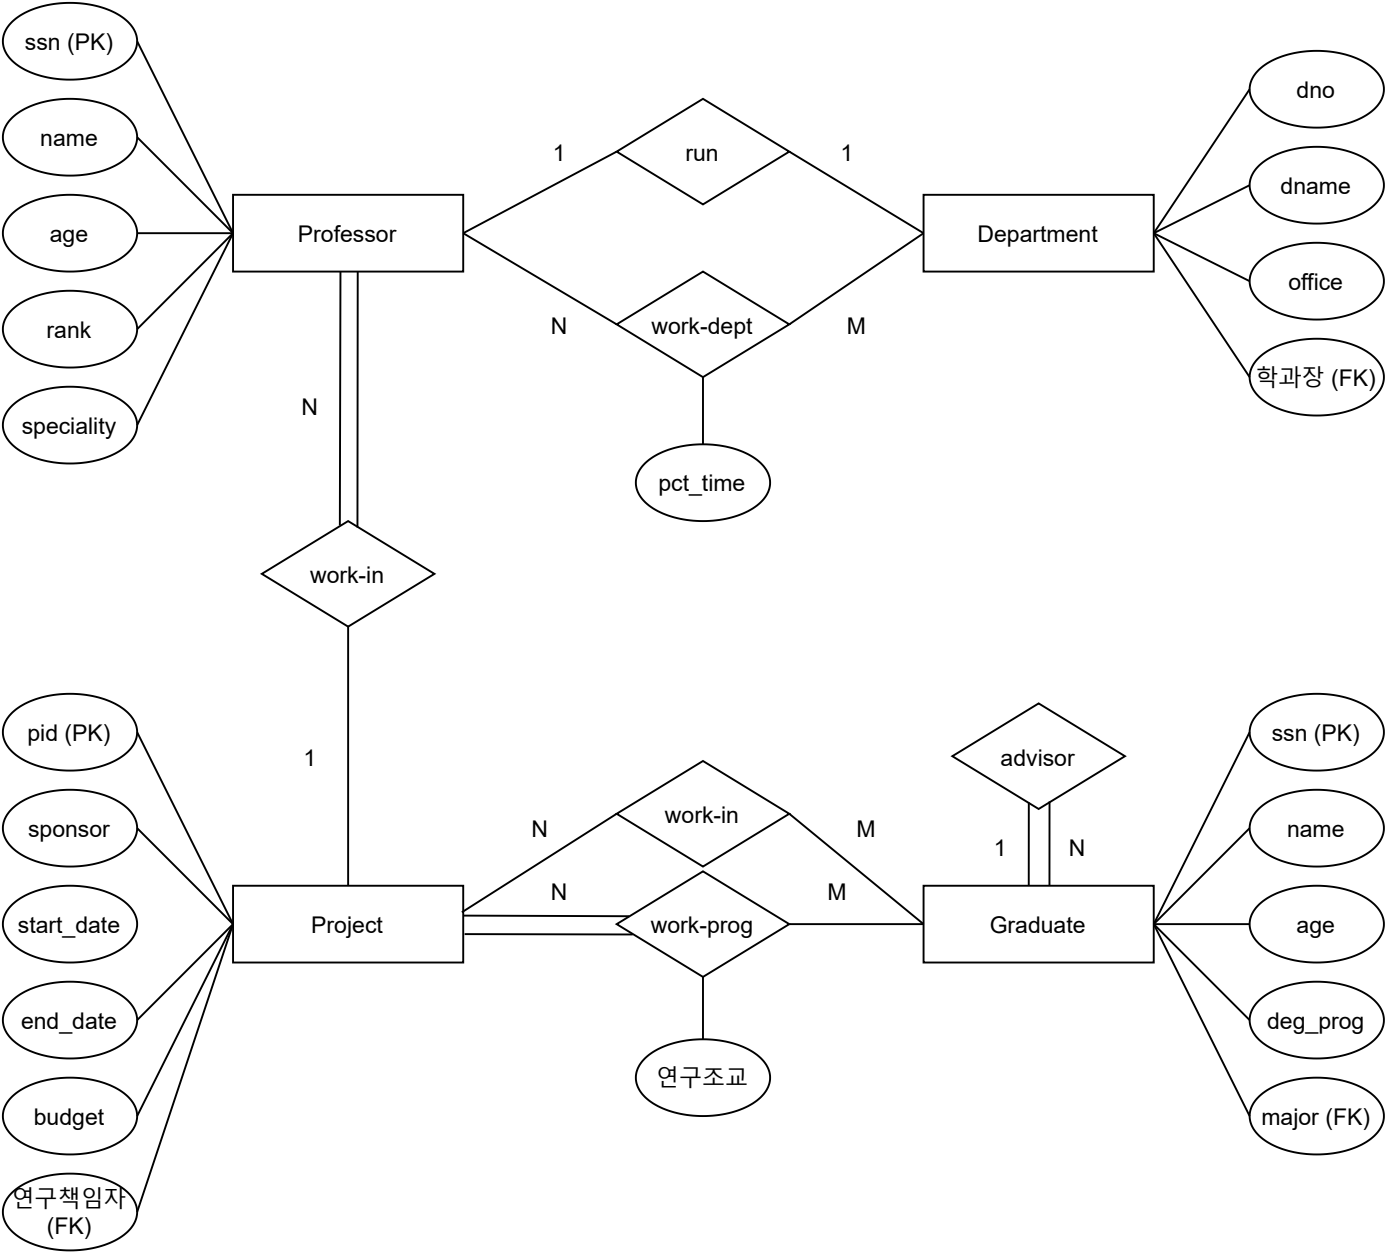 ssn (PK)
name
age
rank
speciality
Professor
1
run
1
N
work-dept
M
pct_time
Department
dno
dname
office
학과장 (FK)
N
work-in
1
pid (PK)
sponsor
start_date
end_date
budget
연구책임자
(FK)
Project
N
work-in
M
N
work-prog
M
연구조교
advisor
1
N
Graduate
ssn (PK)
name
age
deg_prog
major (FK)